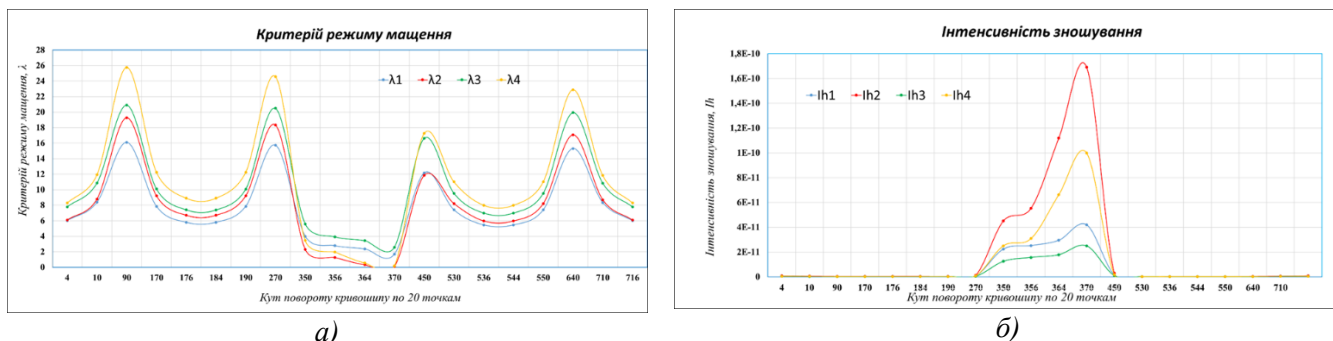 Критерій режиму мащення
Критерій режиму мащення, λ
28
26
24
22
20
18
16
14
12
10
8
6
4
2
0
λ1 λ2 λ3 λ4
4 10 90 170 176 184 190 270 350 356 364 370 450 530 536 544 550 640 710 716
Кут повороту кривошипу по 20 точкам
а)
Інтенсивність зношування
Інтенсивність зношування, Ih
1,8E-10
1,6E-10
1,4E-10
1,2E-10
1E-10
8E-11
6E-11
4E-11
2E-11
0
Ih1 Ih2 Ih3 Ih4
4 10 90 170 176 184 190 270 350 356 364 370 459 530 536 544 550 640 710
Кут повороту кривошипу по 20 точкам
б)